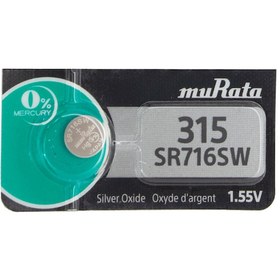 muRata
0%
MERCURY
315
SR716SW
Silver.Oxide Oxyde d'argent 1.55V